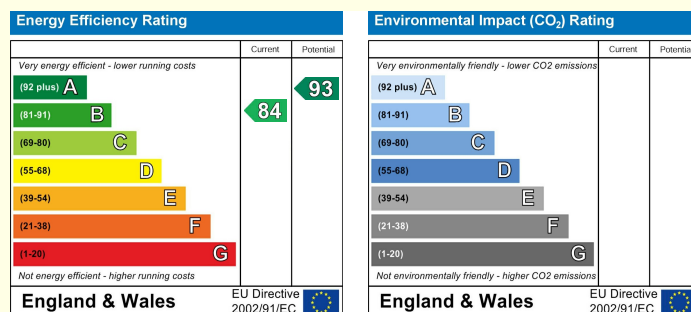 Energy Efficiency Rating
Current Potential
Very energy efficient - lower running costs
(92 plus) A
93
(81-91) B
84
(69-80) C
(55-68) D
(39-54) E
(21-38) F
(1-20) G
Not energy efficient - higher running costs
England & Wales
EU Directive
2002/91/EC
Environmental Impact (CO₂) Rating
Current Potential
Very environmentally friendly - lower CO2 emissions
(92 plus) A
(81-91) B
(69-80) C
(55-68) D
(39-54) E
(21-38) F
(1-20) G
Not environmentally friendly - higher CO2 emissions
England & Wales
EU Directive
2002/91/EC